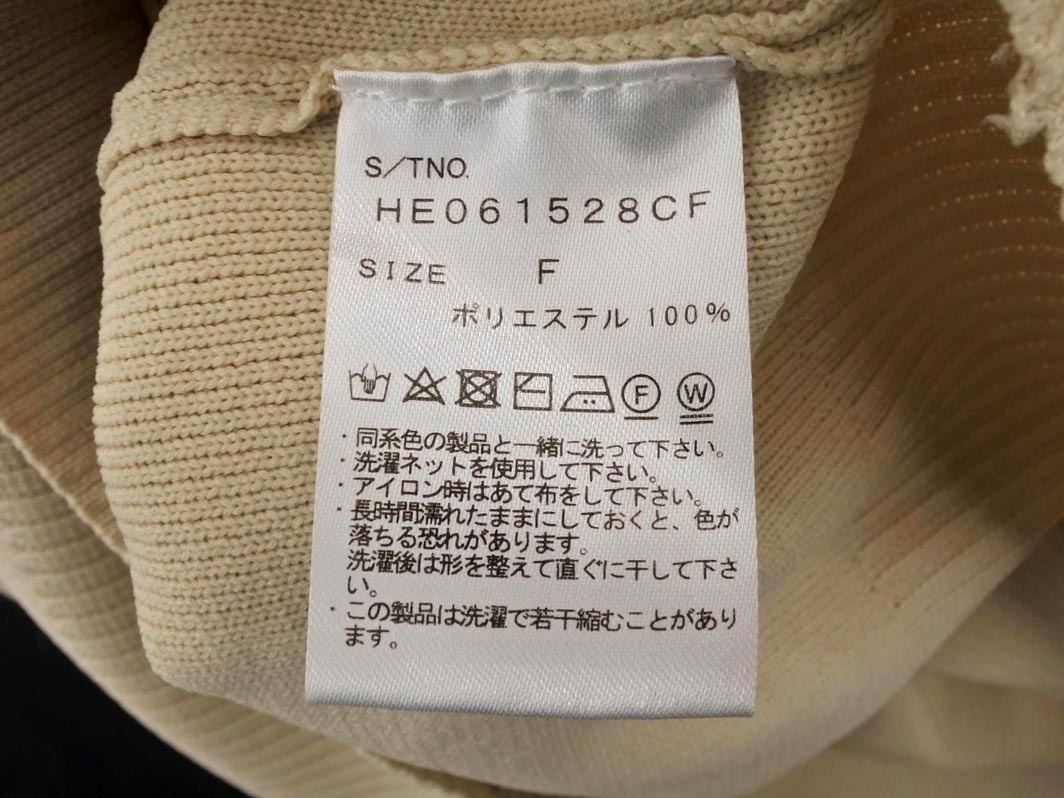 S/TNO.
HE061528CF
SIZE F
ポリエステル 100%
F W
・同系色の製品と一緒に洗って下さい。
・洗濯ネットを使用して下さい。
・アイロン時はあて布をして下さい。
・長時間濡れたままにしておくと、色が
落ちる恐れがあります。
洗濯後は形を整えて直ぐに干して下さ
い。
・この製品は洗濯で若干縮むことがあり
ます。